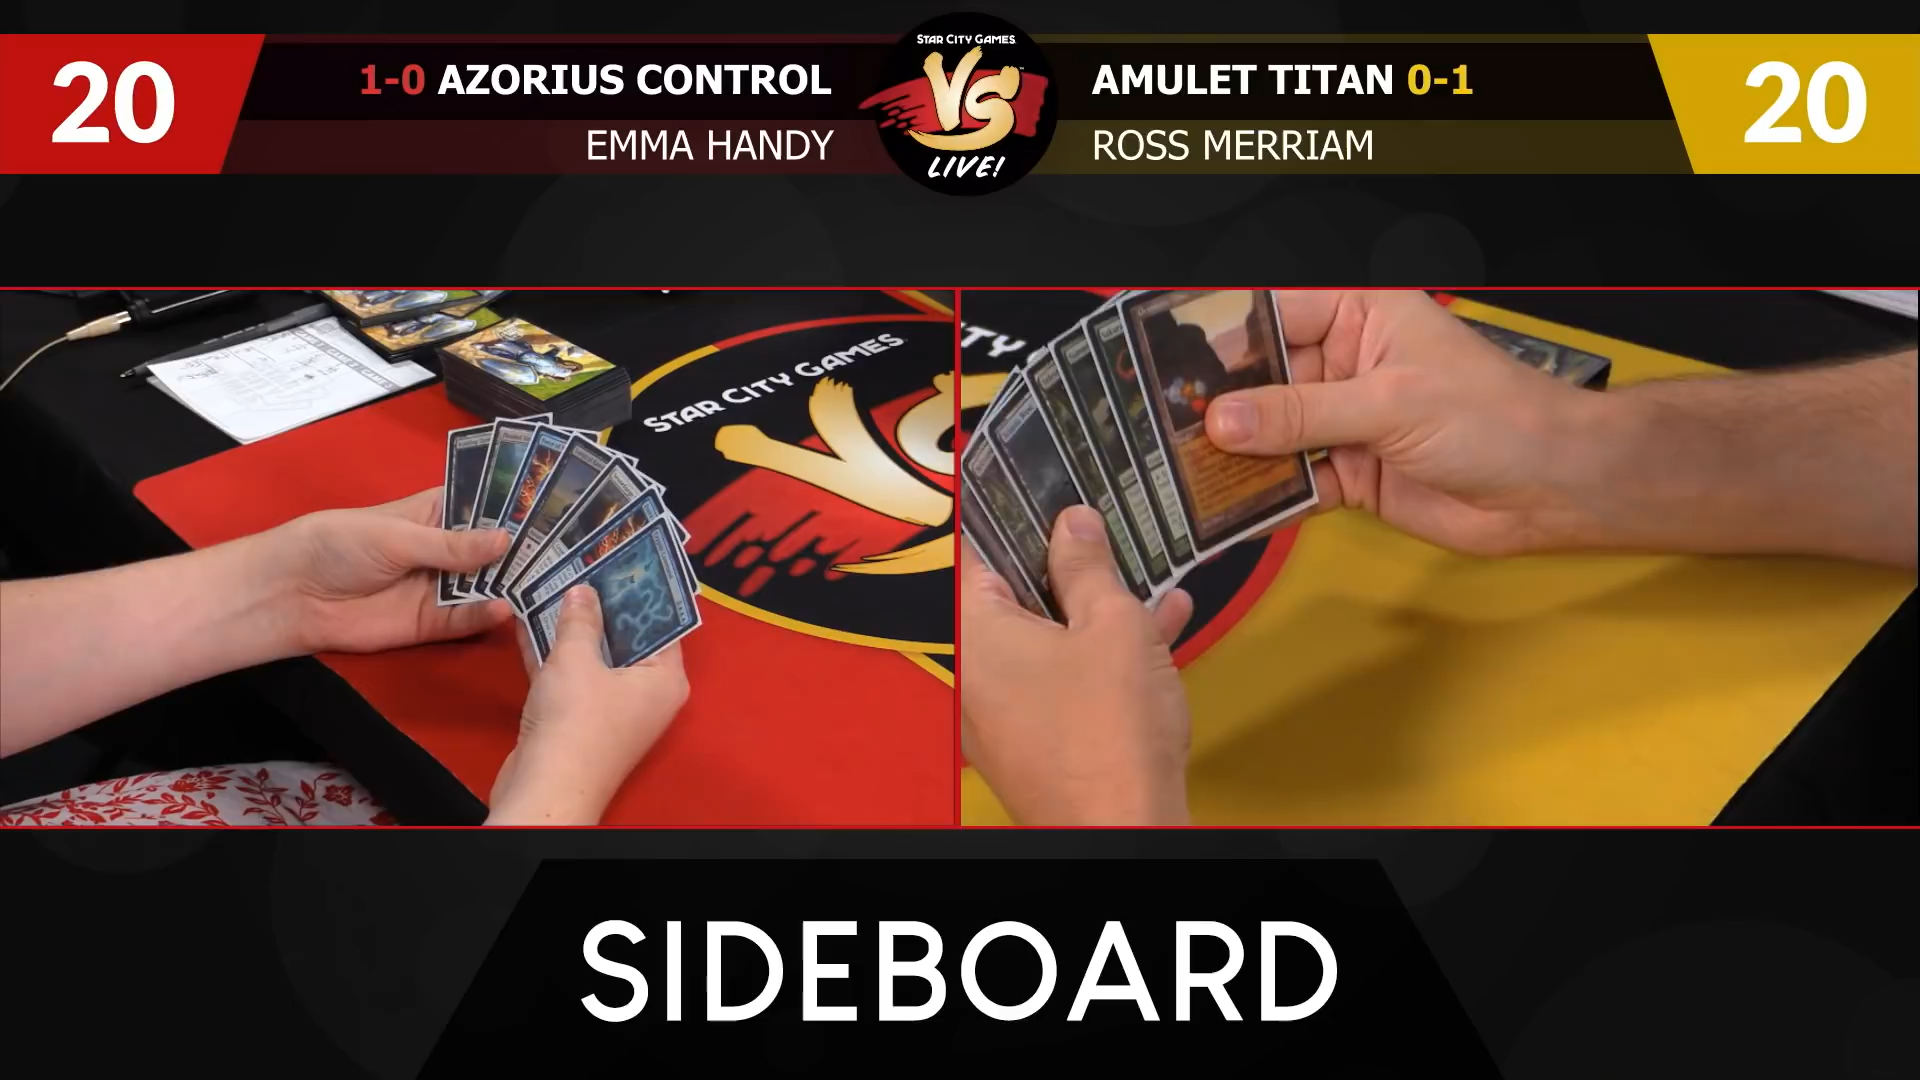 20
1-0 AZORIUS CONTROL
EMMA HANDY
STAR CITY GAMES
VS
LIVE!
AMULET TITAN 0-1
ROSS MERRIAM
20
STAR CITY GAMES
VS
SIDEBOARD